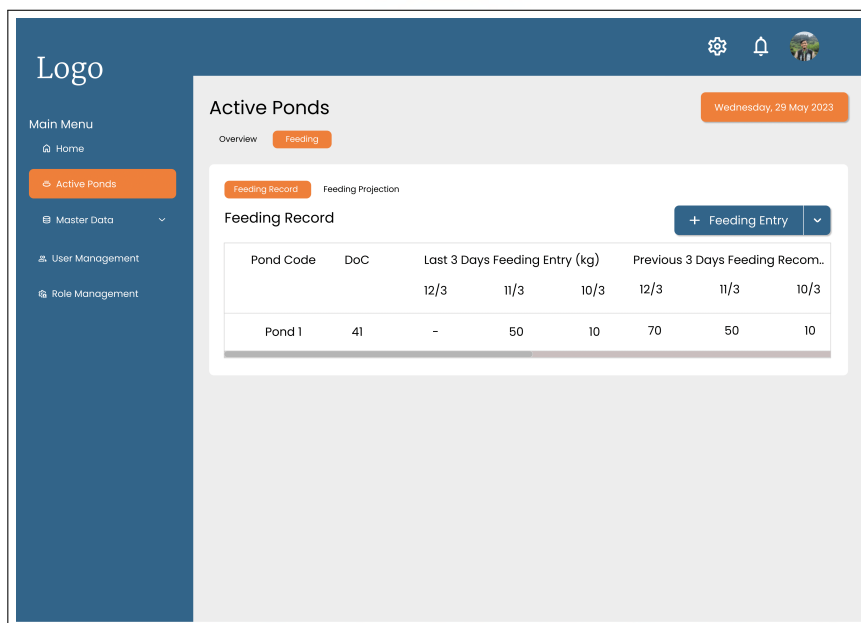 Logo
Main Menu
Home
Active Ponds
Master Data
User Management
Role Management
Active Ponds
Wednesday, 29 May 2023
Overview Feeding
Feeding Record Feeding Projection
Feeding Record
+ Feeding Entry
Pond Code DoC Last 3 Days Feeding Entry (kg) Previous 3 Days Feeding Recom..
12/3 11/3 10/3 12/3 11/3 10/3
Pond 1 41 - 50 10 70 50 10